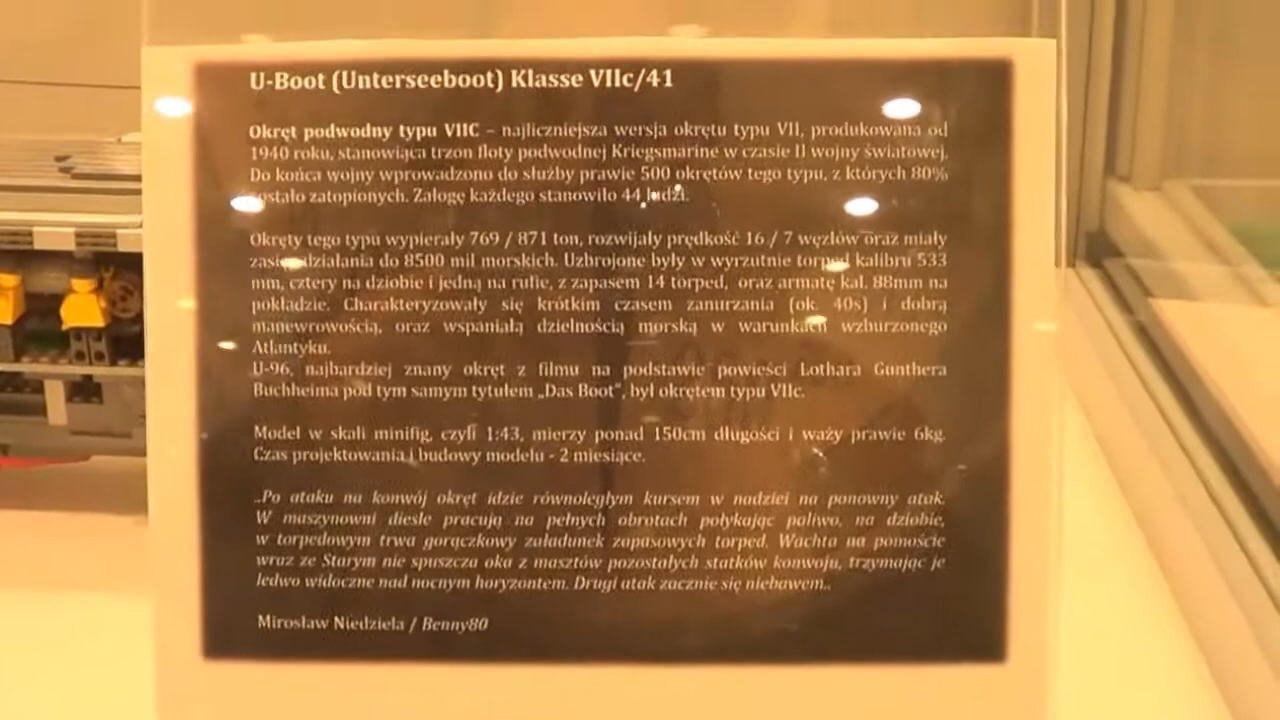 U-Boot (Unterseeboot) Klasse VIIc/41
Okręt podwodny typu VIIC – najliczniejsza wersja okrętu typu VII, produkowana od
1940 roku, stanowiąca trzon floty podwodnej Kriegsmarine w czasie II wojny światowej.
Do końca wojny wprowadzono do służby prawie 500 okrętów tego typu, z których 80%
zostało zatopionych. Załogę każdego stanowiło 44 ludzi.
Okręty tego typu wypierały 769 / 871 ton, rozwijały prędkość 16 / 7 węzłów oraz miały
zasięg działania do 8500 mil morskich. Uzbrojone były w wyrzutnie torped kalibru 533
mm, cztery na dziobie i jedną na rufie, z zapasem 14 torped, oraz armatę kal. 88mm na
pokładzie. Charakteryzowały się krótkim czasem zanurzania (ok. 40s) i dobrą
manewrowością, oraz wspaniałą dzielnością morską w warunkach wzburzonego
Atlantyku.
U-96, najbardziej znany okręt z filmu na podstawie powieści Lothara Gunthera
Buchheima pod tym samym tytułem „Das Boot", był okrętem typu VIIc.
Model w skali minifig, czyli 1:43, mierzy ponad 150cm długości i waży prawie 6kg.
Czas projektowania i budowy modelu - 2 miesiące.
„Po ataku na konwój okręt idzie równoległym kursem w nadziei na ponowny atak.
W maszynowni diesle pracują na pełnych obrotach połykając paliwo, na dziobie,
w torpedowym trwa gorączkowy załadunek zapasowych torped. Wachta na pomoście
wraz ze Starym nie spuszcza oka z masztów pozostałych statków konwoju, trzymając je
ledwo widoczne nad nocnym horyzontem. Drugi atak zacznie się niebawem..
Mirosław Niedziela / Benny80